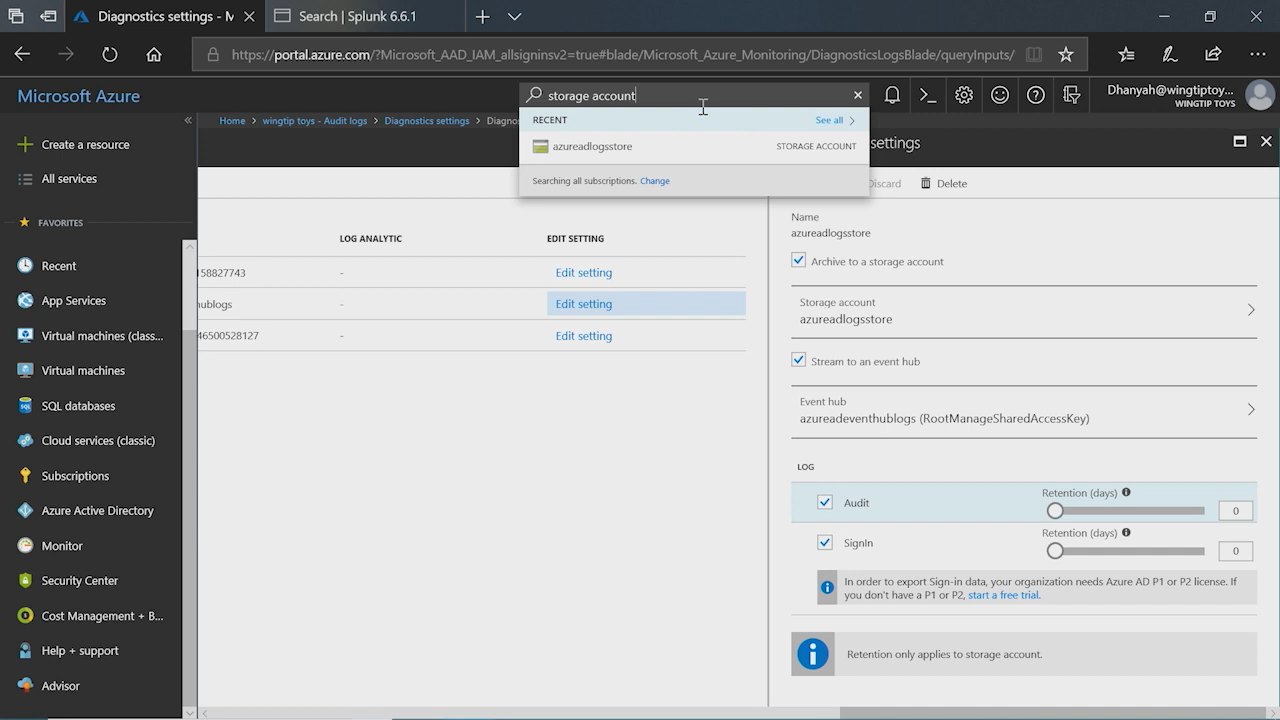 Diagnostics settings - M
Search | Splunk 6.6.1
https://portal.azure.com/?Microsoft_AAD_IAM_allsigninsv2=true#blade/Microsoft_Azure_Monitoring/DiagnosticsLogsBlade/queryInputs/
Microsoft Azure
storage account
Dhanyah@wingtiptoy...
WINGTIP TOYS
RECENT
See all
azureadlogsstore
STORAGE ACCOUNT
Searching all subscriptions. Change
Home
wingtip toys - Audit logs
Diagnostics settings
Diagnos
settings
Create a resource
All services
FAVORITES
Recent
App Services
Virtual machines (class...
Virtual machines
SQL databases
Cloud services (classic)
Subscriptions
Azure Active Directory
Monitor
Security Center
Cost Management + B...
Help + support
Advisor
LOG ANALYTIC
EDIT SETTING
158827743
-
Edit setting
hublogs
-
Edit setting
46500528127
-
Edit setting
Discard
Delete
Name
azureadlogsstore
Archive to a storage account
Storage account
azureadlogsstore
Stream to an event hub
Event hub
azureadeventhublogs (RootManageSharedAccessKey)
LOG
Audit
Retention (days)
0
SignIn
Retention (days)
0
In order to export Sign-in data, your organization needs Azure AD P1 or P2 license. If
you don't have a P1 or P2, start a free trial.
Retention only applies to storage account.